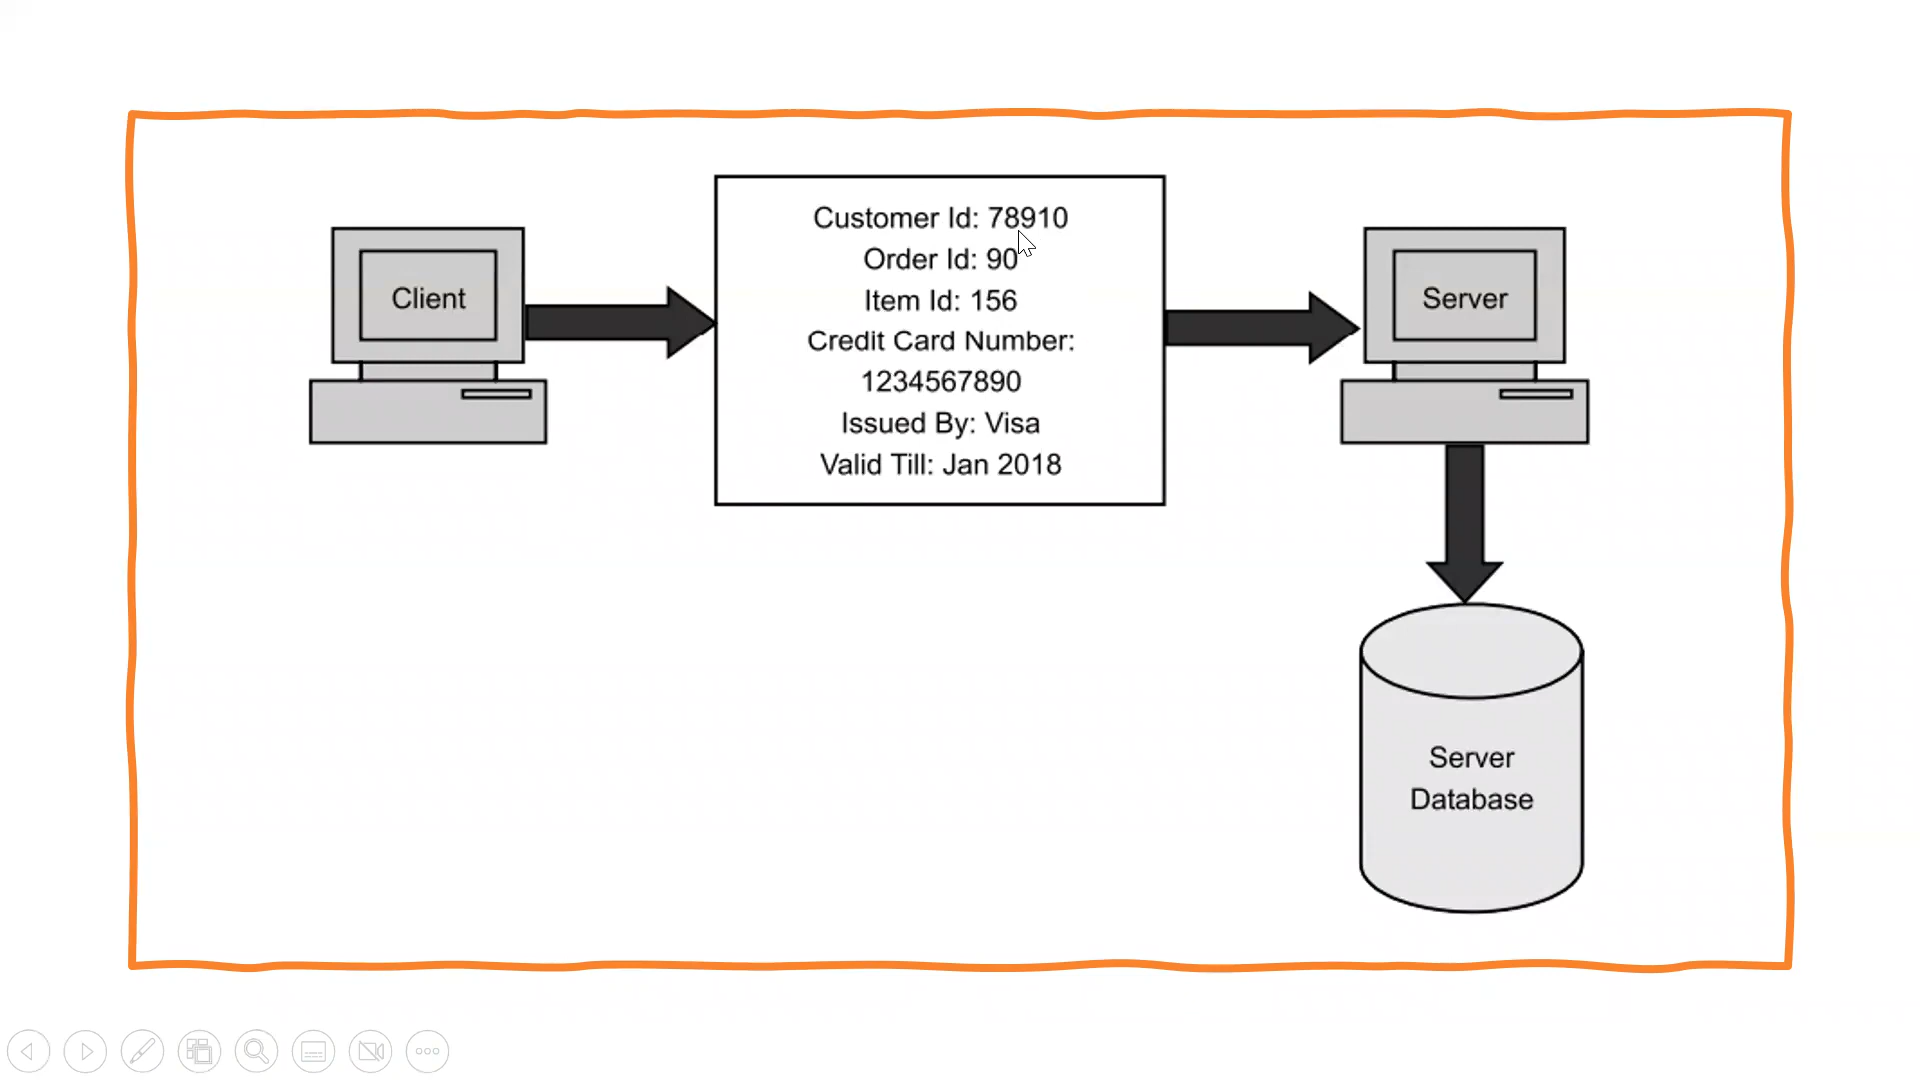 Client
Customer Id: 78910
Order Id: 90
Item Id: 156
Credit Card Number:
1234567890
Issued By: Visa
Valid Till: Jan 2018
Server
Server
Database